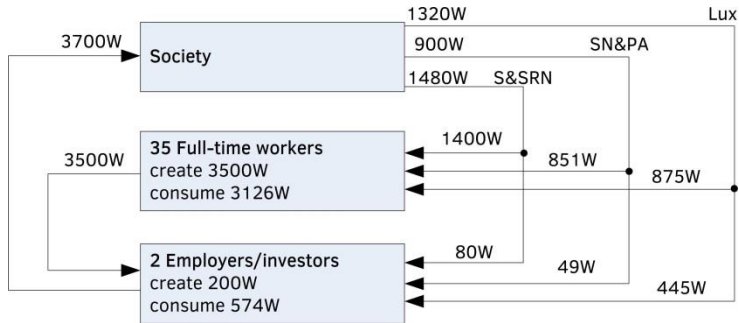 1320W
Lux
3700W
900W
SN&PA
Society
1480W
S&SRN
35 Full-time workers
1400W
3500W
create 3500W
851W
consume 3126W
875W
2 Employers/investors
80W
create 200W
49W
consume 574W
445W